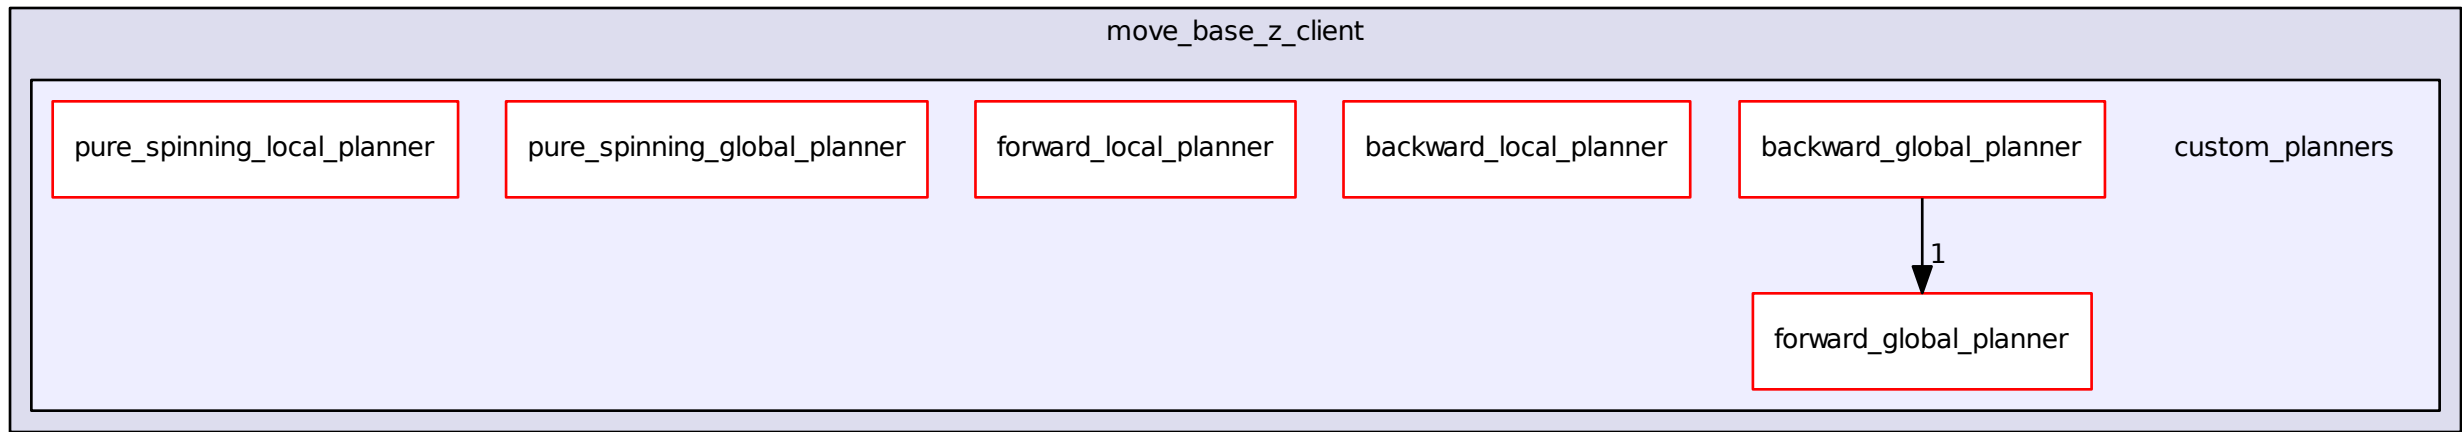 move_base_z_client
pure_spinning_local_planner
pure_spinning_global_planner
forward_local_planner
backward_local_planner
backward_global_planner
custom_planners
1
forward_global_planner